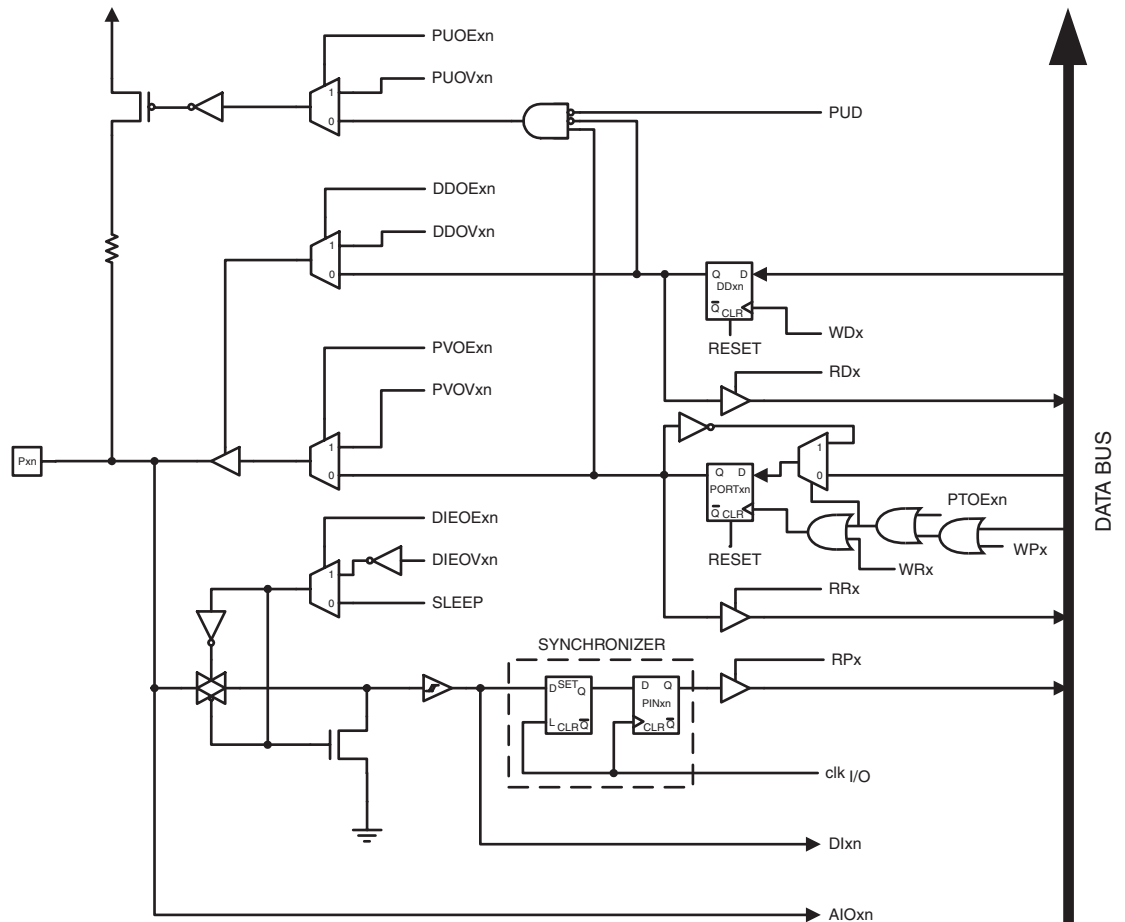 PUOExn
PUOVxn
1
0
PUD
DDOExn
DDOVxn
1
0
Q D
DDxn
Q CLR
WDx
RESET
RDx
PVOExn
PVOVxn
1
0
Pxn
1
0
Q D
PORTxn
Q CLR
PTOExn
WPx
RESET
WRx
DATA BUS
DIEOExn
DIEOVxn
1
0
SLEEP
RRx
SYNCHRONIZER
RPx
D SET Q
L CLR Q
D Q
PINxn
CLR Q
clk I/O
DIxn
AIOxn